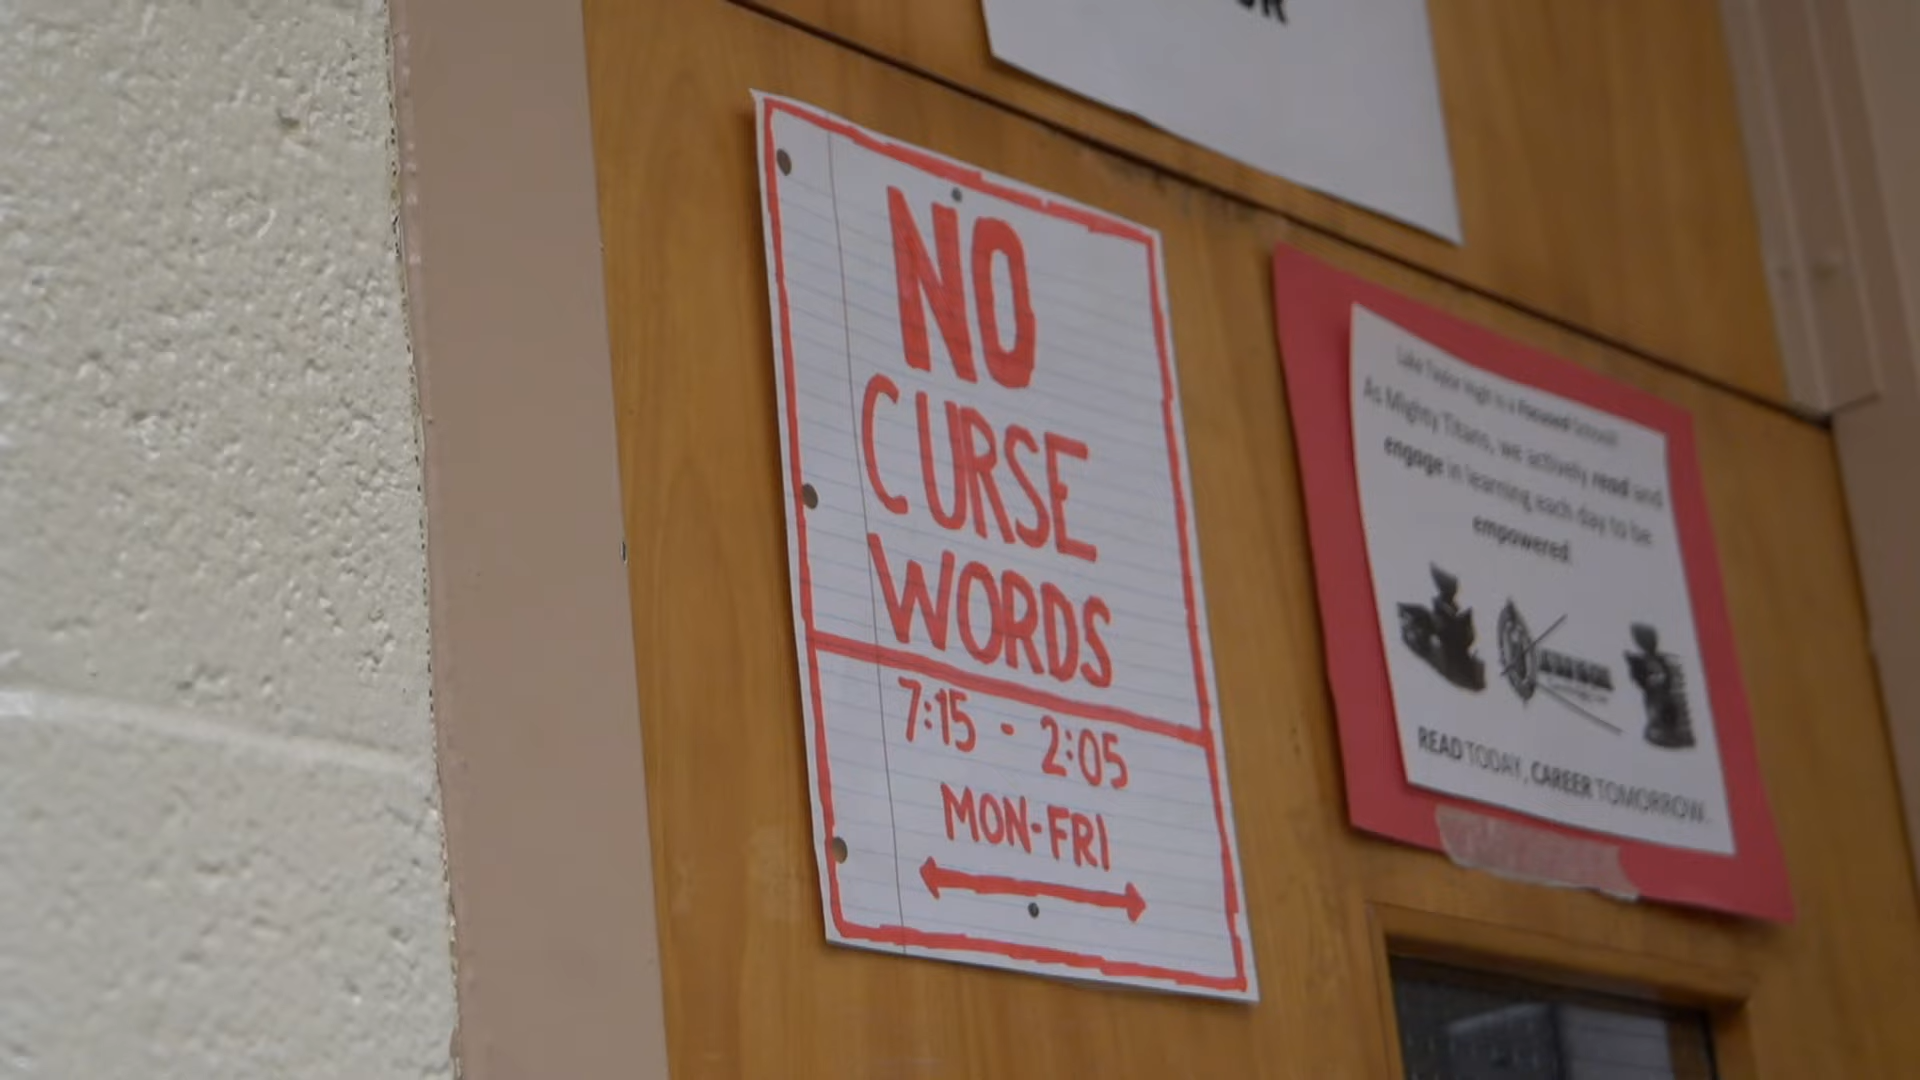 NO
CURSE
WORDS
7:15 - 2:05
MON-FRI
Lake Taylor High is a Focused School!
As Mighty Titans, we actively read and
engage in learning each day to be
empowered.
READ TODAY, CAREER TOMORROW.